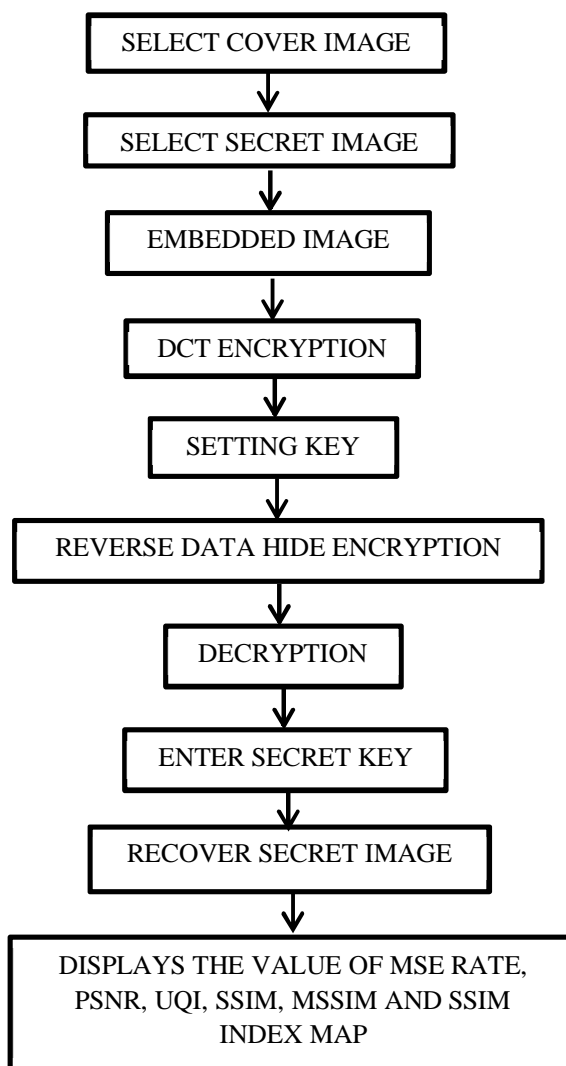 SELECT COVER IMAGE
SELECT SECRET IMAGE
EMBEDDED IMAGE
DCT ENCRYPTION
SETTING KEY
REVERSE DATA HIDE ENCRYPTION
DECRYPTION
ENTER SECRET KEY
RECOVER SECRET IMAGE
DISPLAYS THE VALUE OF MSE RATE,
PSNR, UQI, SSIM, MSSIM AND SSIM
INDEX MAP